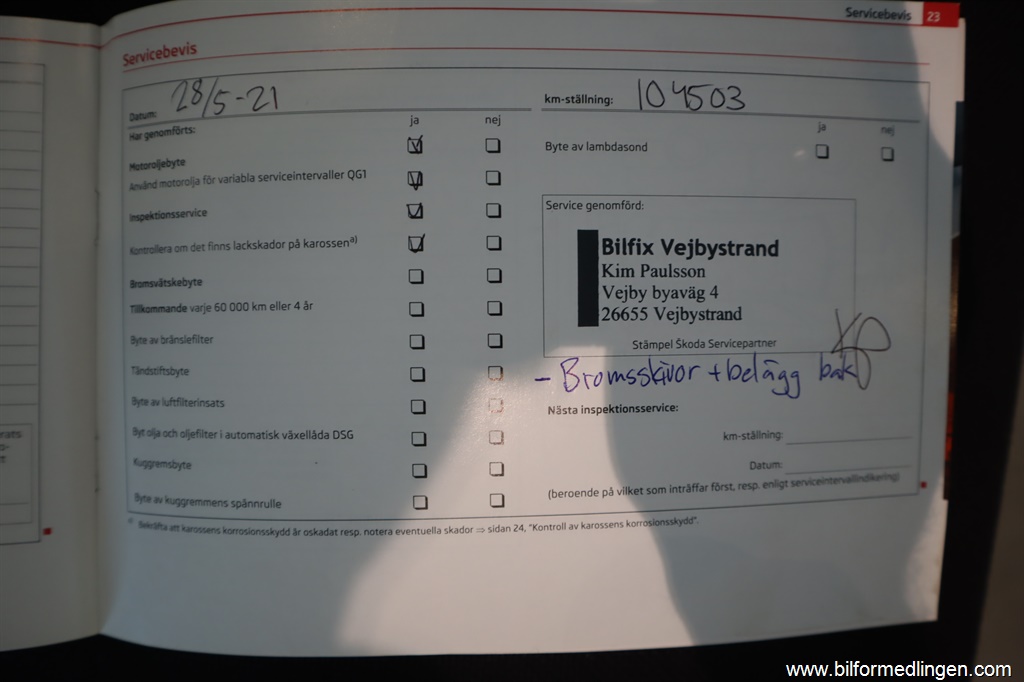 Servicebevis 23
Servicebevis
Datum: 28/5-21
km-ställning: 104503
Har genomförts:
ja nej
ja nej
Motoroljebyte
Byte av lambdasond
Använd motorolja för variabla serviceintervaller QG1
Inspektionsservice
Service genomförd:
Kontrollera om det finns lackskador på karossen a)
Bilfix Vejbystrand
Kim Paulsson
Vejby byaväg 4
26655 Vejbystrand
Bromsvätskebyte
Tillkommande varje 60 000 km eller 4 år
Stämpel Škoda Servicepartner
Byte av bränslefilter
- Bromsskivor + belägg bak
Tändstiftsbyte
Byte av luftfilterinsats
Nästa inspektionsservice:
Byt olja och oljefilter i automatisk växellåda DSG
km-ställning:
Kuggremsbyte
Datum:
Byte av kuggremmens spännrulle
(beroende på vilket som inträffar först, resp. enligt serviceintervallindikering)
a) Bekräfta att karossens korrosionsskydd är oskadat resp. notera eventuella skador ⇒ sidan 24, "Kontroll av karossens korrosionsskydd".
www.bilformedlingen.com